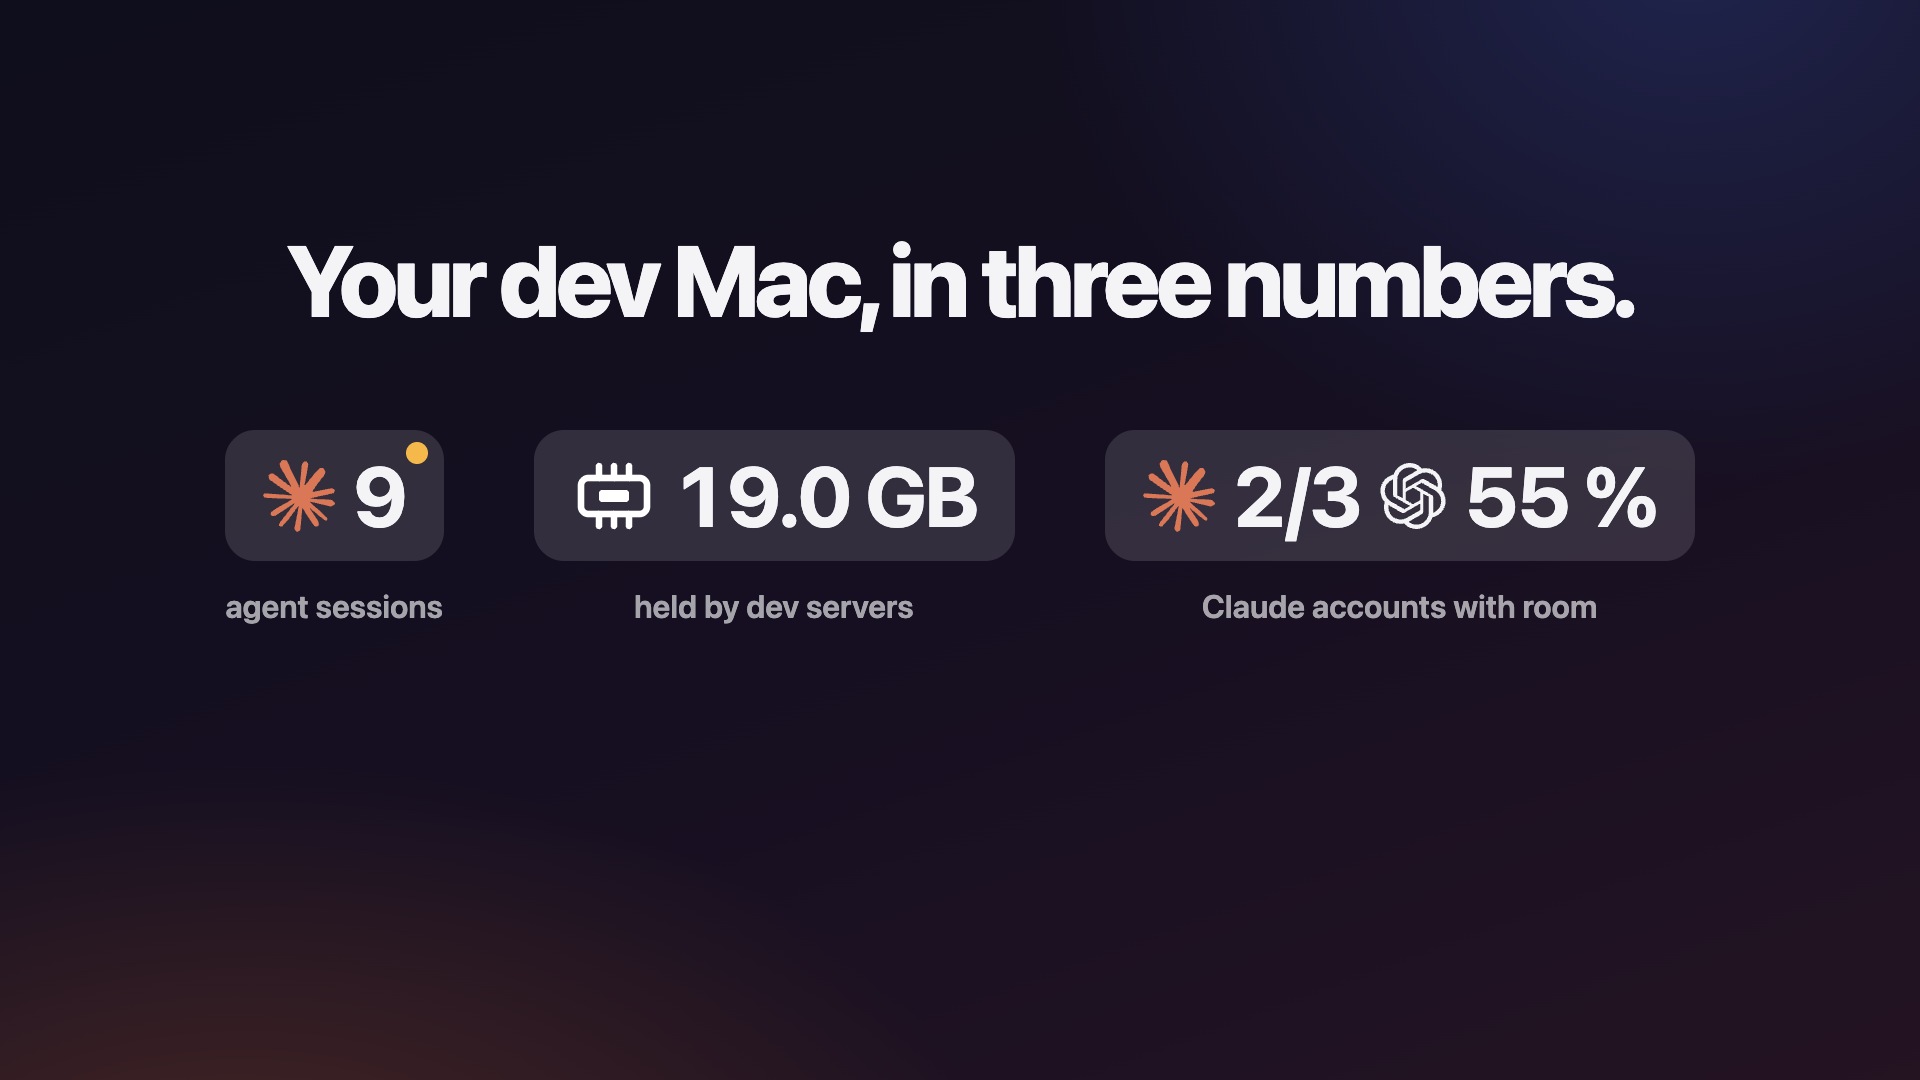 Your dev Mac, in three numbers.
9
19.0 GB
2/3 55 %
agent sessions
held by dev servers
Claude accounts with room